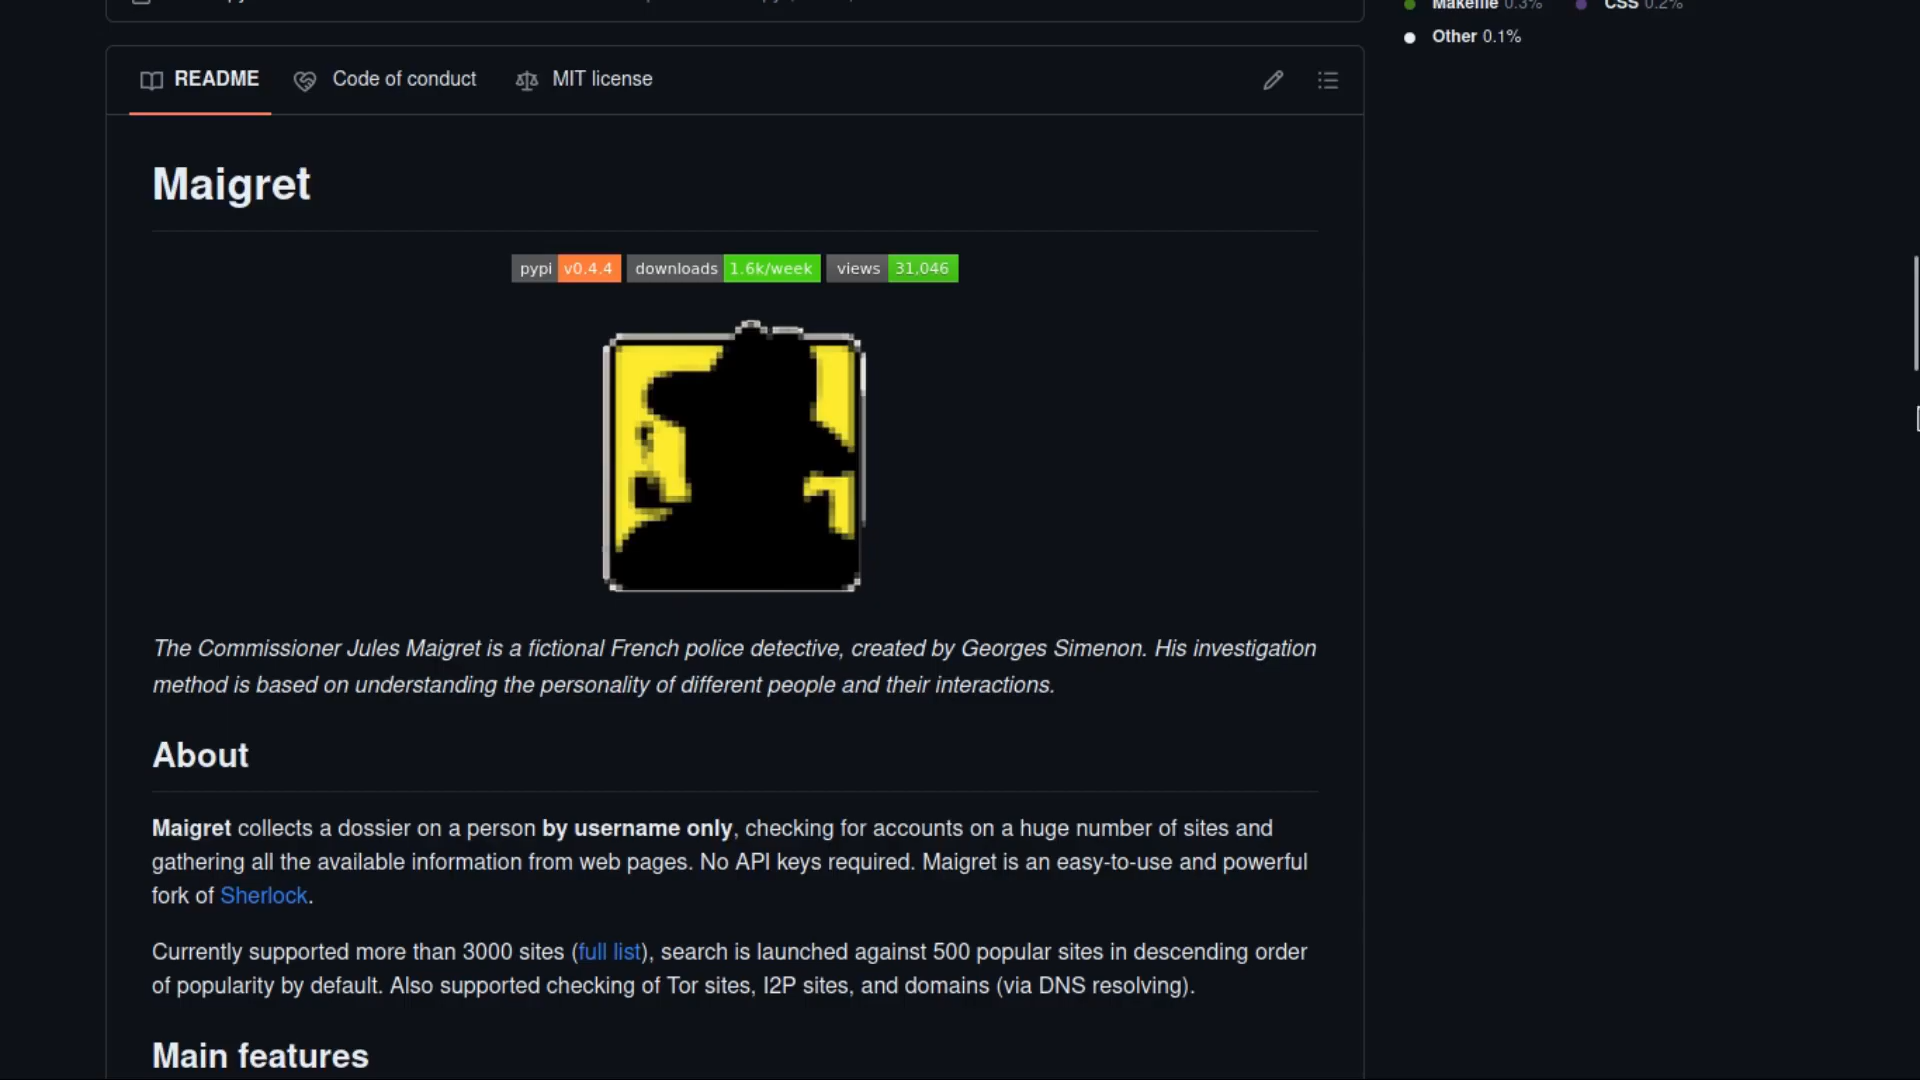 Makefile 0.3% CSS 0.2%
Other 0.1%
README Code of conduct MIT license
Maigret
pypi v0.4.4 downloads 1.6k/week views 31,046
The Commissioner Jules Maigret is a fictional French police detective, created by Georges Simenon. His investigation
method is based on understanding the personality of different people and their interactions.
About
Maigret collects a dossier on a person by username only, checking for accounts on a huge number of sites and
gathering all the available information from web pages. No API keys required. Maigret is an easy-to-use and powerful
fork of Sherlock.
Currently supported more than 3000 sites (full list), search is launched against 500 popular sites in descending order
of popularity by default. Also supported checking of Tor sites, I2P sites, and domains (via DNS resolving).
Main features